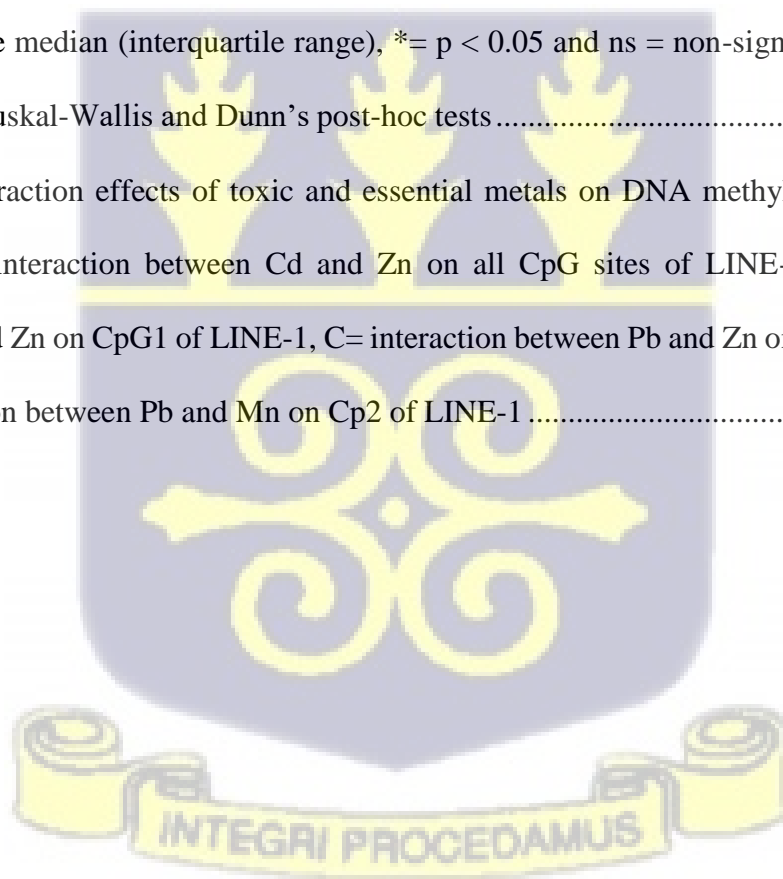 e median (interquartile range), *= p < 0.05 and ns = non-sign
uskal-Wallis and Dunn's post-hoc tests ..................................
raction effects of toxic and essential metals on DNA methyl
interaction between Cd and Zn on all CpG sites of LINE-
d Zn on CpG1 of LINE-1, C= interaction between Pb and Zn o
on between Pb and Mn on Cp2 of LINE-1 ..............................
INTEGRI PROCEDAMUS